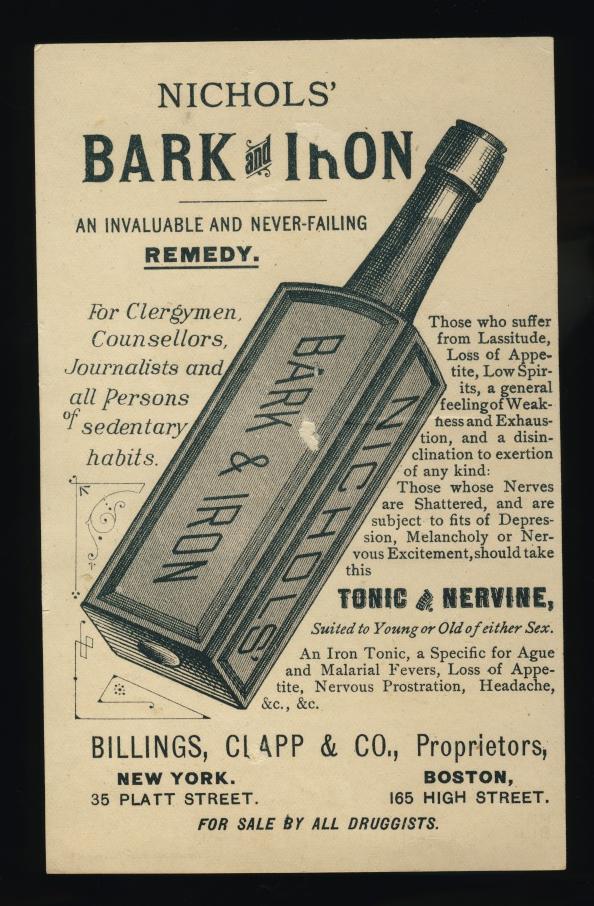 NICHOLS'
BARK and IRON
AN INVALUABLE AND NEVER-FAILING
REMEDY.
For Clergymen,
Counsellors,
Journalists and
all Persons
of sedentary
habits.
BARK & IRON
NICHOLS'
Those who suffer
from Lassitude,
Loss of Appe-
tite, Low Spir-
its, a general
feeling of Weak-
ness and Exhaus-
tion, and a disin-
clination to exertion
of any kind:
Those whose Nerves
are Shattered, and are
subject to fits of Depres-
sion, Melancholy or Ner-
vous Excitement, should take
this
TONIC & NERVINE,
Suited to Young or Old of either Sex.
An Iron Tonic, a Specific for Ague
and Malarial Fevers, Loss of Appe-
tite, Nervous Prostration, Headache,
&c., &c.
BILLINGS, CLAPP & CO., Proprietors,
NEW YORK. BOSTON,
35 PLATT STREET. 165 HIGH STREET.
FOR SALE BY ALL DRUGGISTS.